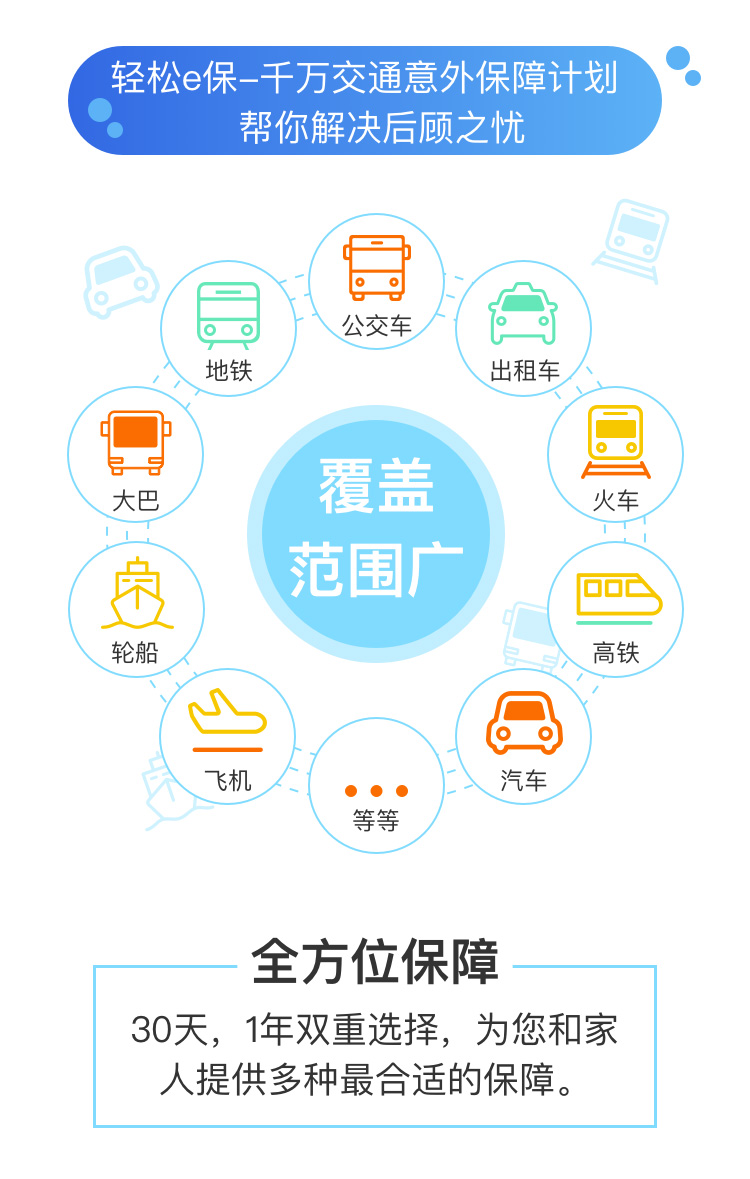 轻松e保–千万交通意外保障计划
帮你解决后顾之忧
公交车
地铁
出租车
大巴
火车
覆盖
范围广
轮船
高铁
飞机
汽车
等等
全方位保障
30天，1年双重选择，为您和家
人提供多种最合适的保障。